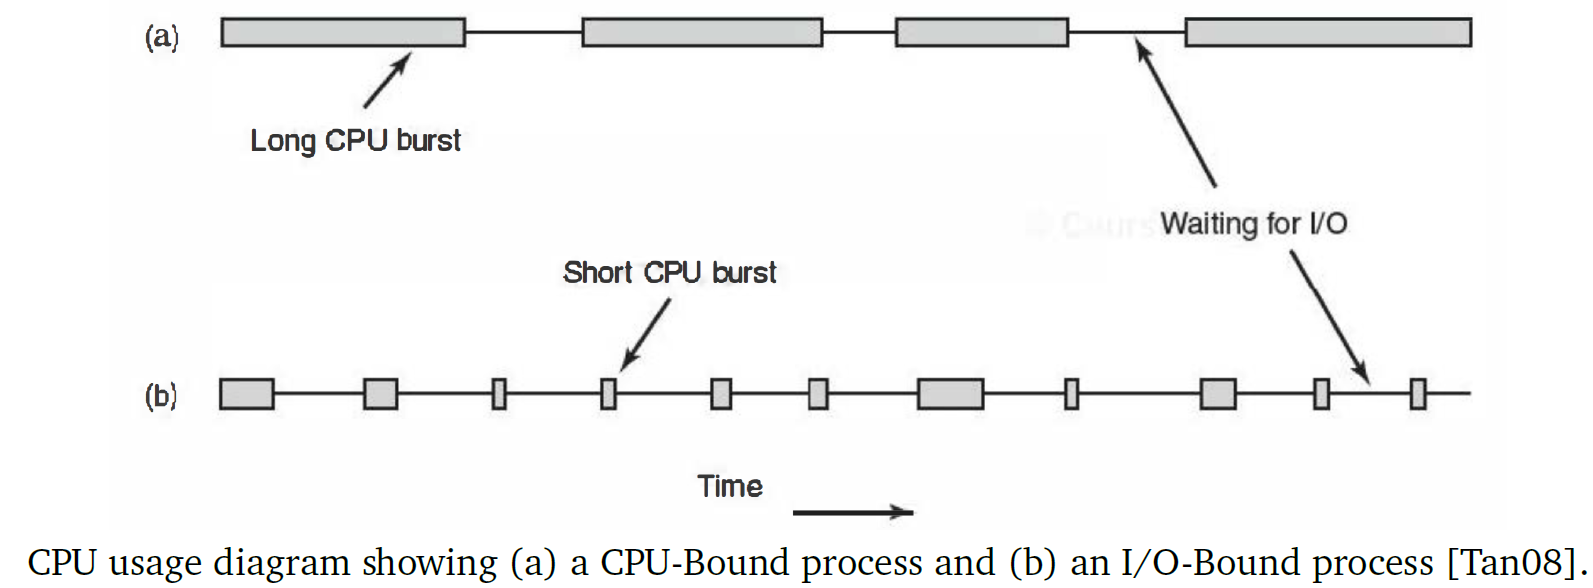 (a)
Long CPU burst
Waiting for I/O
Short CPU burst
(b)
Time
CPU usage diagram showing (a) a CPU-Bound process and (b) an I/O-Bound process [Tan08].